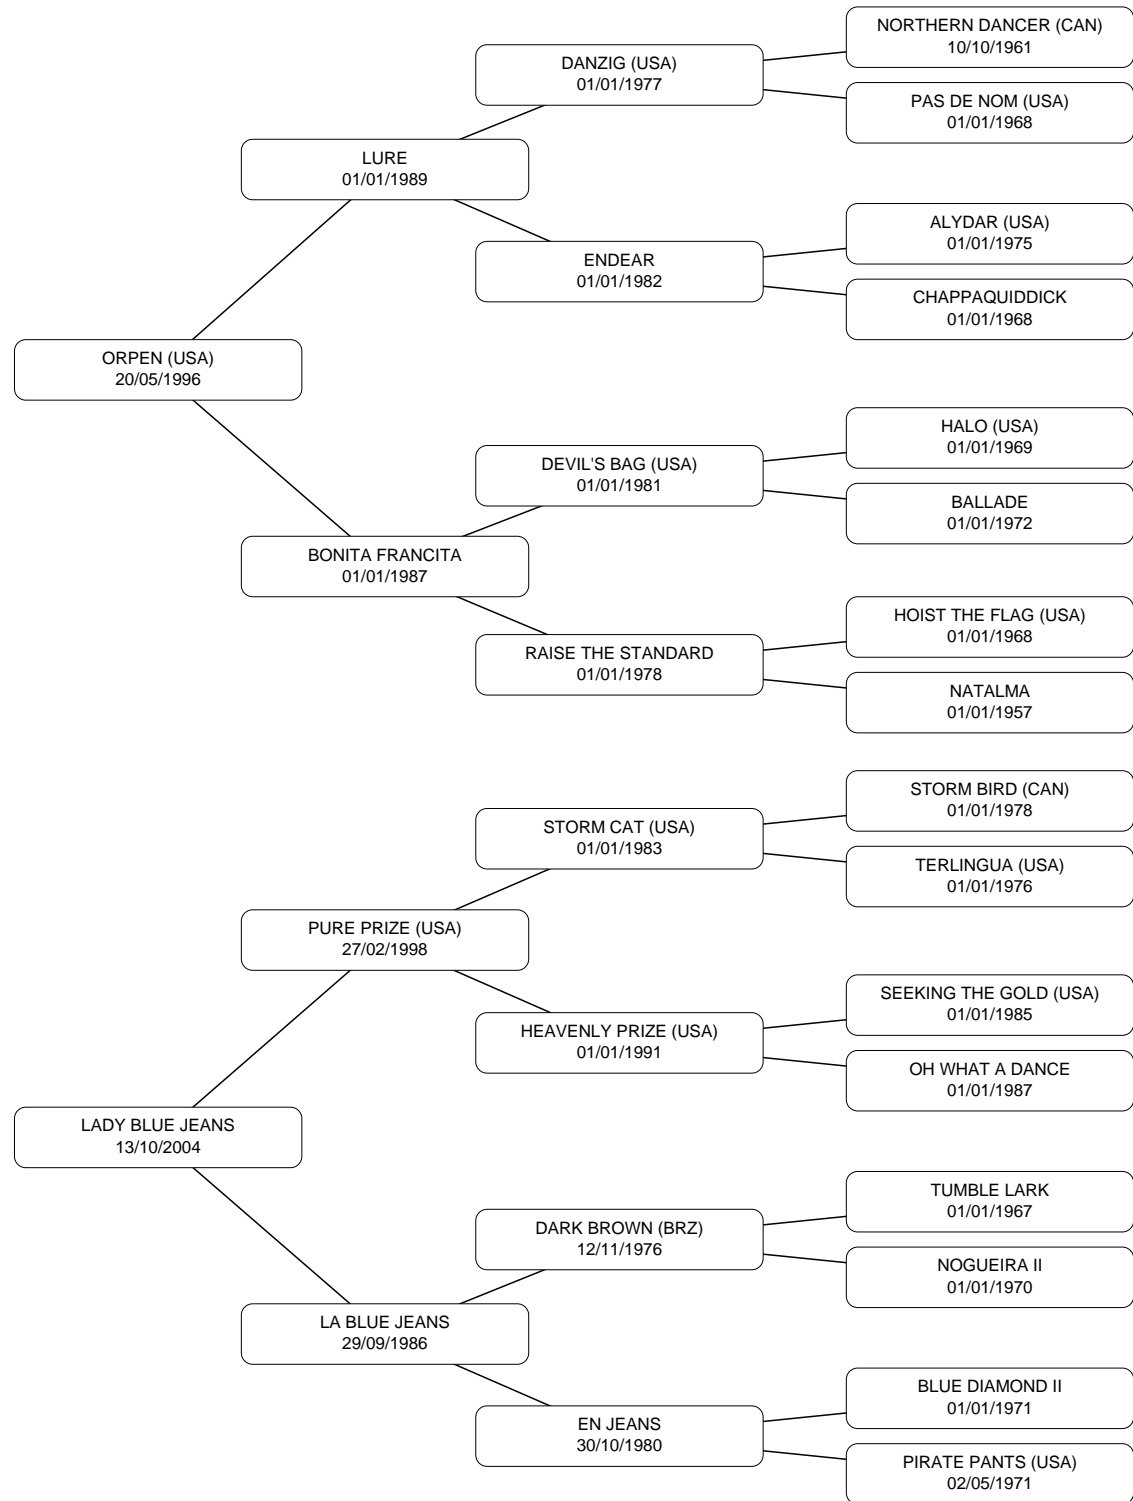 NORTHERN DANCER (CAN)
10/10/1961
DANZIG (USA)
01/01/1977
PAS DE NOM (USA)
01/01/1968
LURE
01/01/1989
ALYDAR (USA)
01/01/1975
ENDEAR
01/01/1982
CHAPPAQUIDDICK
01/01/1968
ORPEN (USA)
20/05/1996
HALO (USA)
01/01/1969
DEVIL'S BAG (USA)
01/01/1981
BALLADE
01/01/1972
BONITA FRANCITA
01/01/1987
HOIST THE FLAG (USA)
01/01/1968
RAISE THE STANDARD
01/01/1978
NATALMA
01/01/1957
STORM BIRD (CAN)
01/01/1978
STORM CAT (USA)
01/01/1983
TERLINGUA (USA)
01/01/1976
PURE PRIZE (USA)
27/02/1998
SEEKING THE GOLD (USA)
01/01/1985
HEAVENLY PRIZE (USA)
01/01/1991
OH WHAT A DANCE
01/01/1987
LADY BLUE JEANS
13/10/2004
TUMBLE LARK
01/01/1967
DARK BROWN (BRZ)
12/11/1976
NOGUEIRA II
01/01/1970
LA BLUE JEANS
29/09/1986
BLUE DIAMOND II
01/01/1971
EN JEANS
30/10/1980
PIRATE PANTS (USA)
02/05/1971